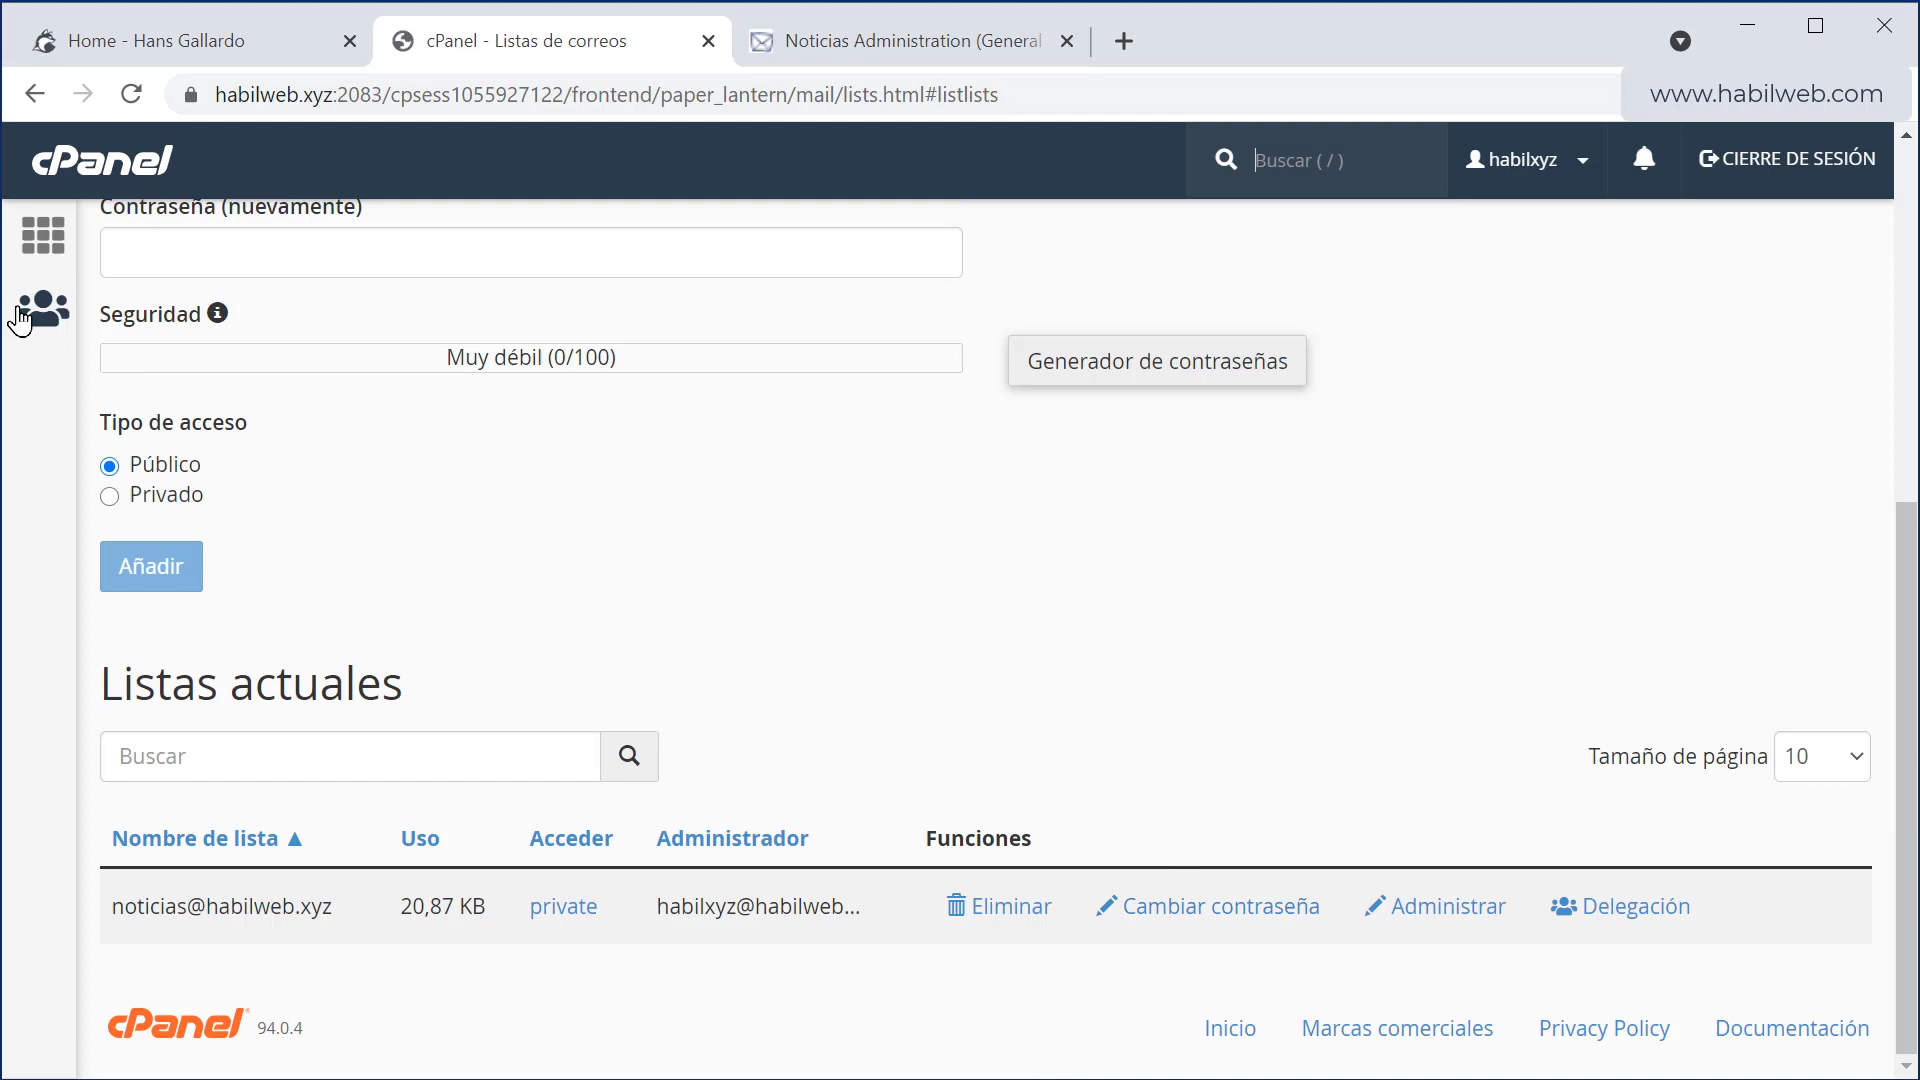 Home - Hans Gallardo
cPanel - Listas de correos
Noticias Administration (General
habilweb.xyz:2083/cpsess1055927122/frontend/paper_lantern/mail/lists.html#listlists
www.habilweb.com
cPanel
Buscar ( / )
habilxyz
CIERRE DE SESIÓN
Contraseña (nuevamente)
Seguridad
Muy débil (0/100)
Generador de contraseñas
Tipo de acceso
Público
Privado
Añadir
Listas actuales
Buscar
Tamaño de página 10
Nombre de lista ▲ Uso Acceder Administrador Funciones
noticias@habilweb.xyz 20,87 KB private habilxyz@habilweb... Eliminar Cambiar contraseña Administrar Delegación
cPanel 94.0.4
Inicio Marcas comerciales Privacy Policy Documentación